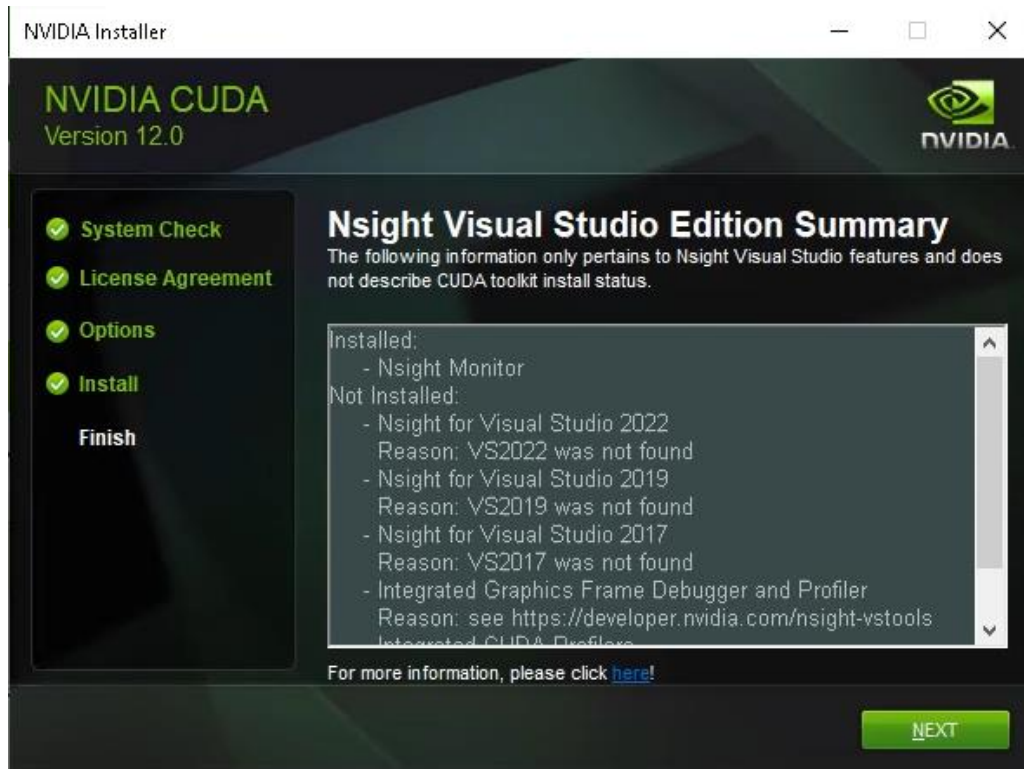 NVIDIA Installer
NVIDIA CUDA
Version 12.0
NVIDIA.
System Check
License Agreement
Options
Install
Finish
Nsight Visual Studio Edition Summary
The following information only pertains to Nsight Visual Studio features and does
not describe CUDA toolkit install status.
Installed:
- Nsight Monitor
Not Installed:
- Nsight for Visual Studio 2022
Reason: VS2022 was not found
- Nsight for Visual Studio 2019
Reason: VS2019 was not found
- Nsight for Visual Studio 2017
Reason: VS2017 was not found
- Integrated Graphics Frame Debugger and Profiler
Reason: see https://developer.nvidia.com/nsight-vstools
Integrated CUDA Profilers
For more information, please click here!
NEXT